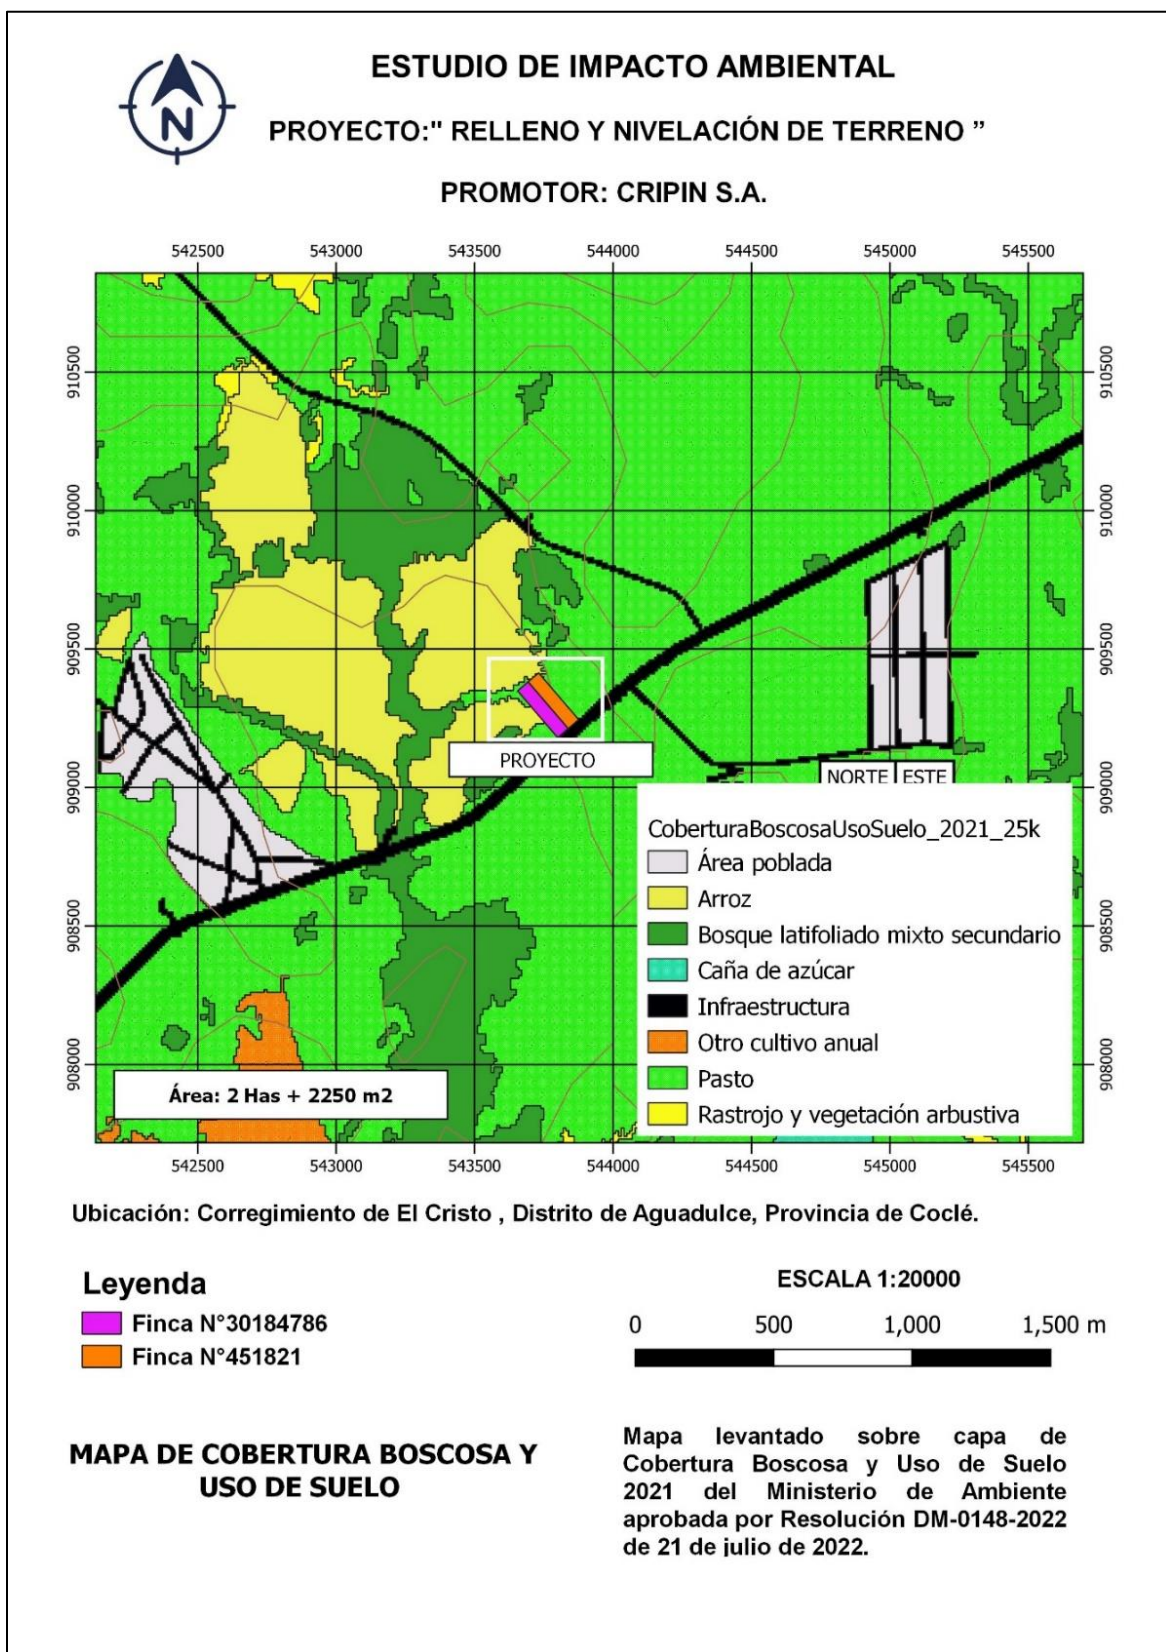 ESTUDIO DE IMPACTO AMBIENTAL
N
PROYECTO:" RELLENO Y NIVELACIÓN DE TERRENO ”
PROMOTOR: CRIPIN S.A.
542500 543000 543500 544000 544500 545000 545500
910500 910500
910000 910000
909500 909500
PROYECTO
NORTE ESTE
909000 909000
CoberturaBoscosaUsoSuelo_2021_25k
Área poblada
Arroz
908500 908500
Bosque latifoliado mixto secundario
Caña de azúcar
Infraestructura
Otro cultivo anual
908000 908000
Pasto
Área: 2 Has + 2250 m2
Rastrojo y vegetación arbustiva
542500 543000 543500 544000 544500 545000 545500
Ubicación: Corregimiento de El Cristo , Distrito de Aguadulce, Provincia de Coclé.
Leyenda
Finca N°30184786
Finca N°451821
ESCALA 1:20000
0 500 1,000 1,500 m
MAPA DE COBERTURA BOSCOSA Y
USO DE SUELO
Mapa levantado sobre capa de
Cobertura Boscosa y Uso de Suelo
2021 del Ministerio de Ambiente
aprobada por Resolución DM-0148-2022
de 21 de julio de 2022.